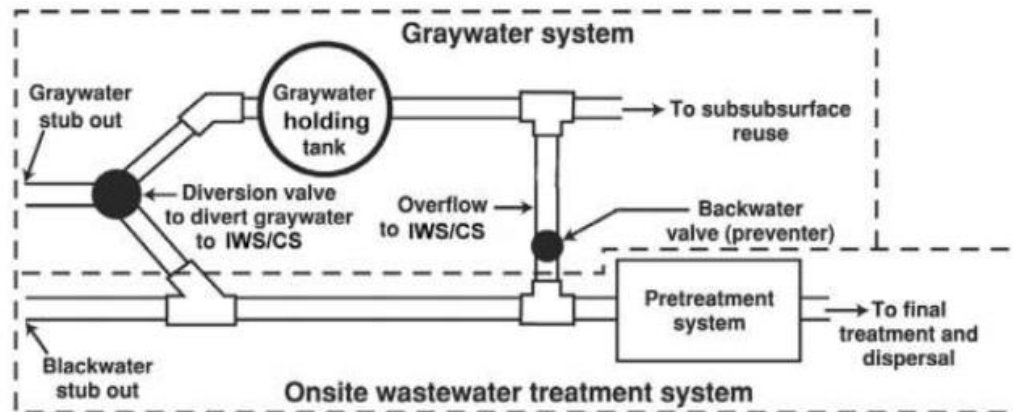 Graywater system
Graywater
stub out
Graywater
holding
tank
To subsubsurface
reuse
Diversion valve
to divert graywater
to IWS/CS
Overflow
to IWS/CS
Backwater
valve (preventer)
Pretreatment
system
To final
treatment and
dispersal
Blackwater
stub out
Onsite wastewater treatment system